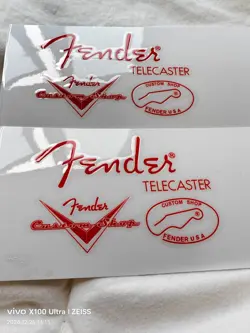 Fender®
TELECASTER
Fender
Custom Shop
CUSTOM SHOP
FENDER U.S.A.
Fender®
TELECASTER
Fender
Custom Shop
CUSTOM SHOP
FENDER U.S.A.
vivo X100 Ultra | ZEISS